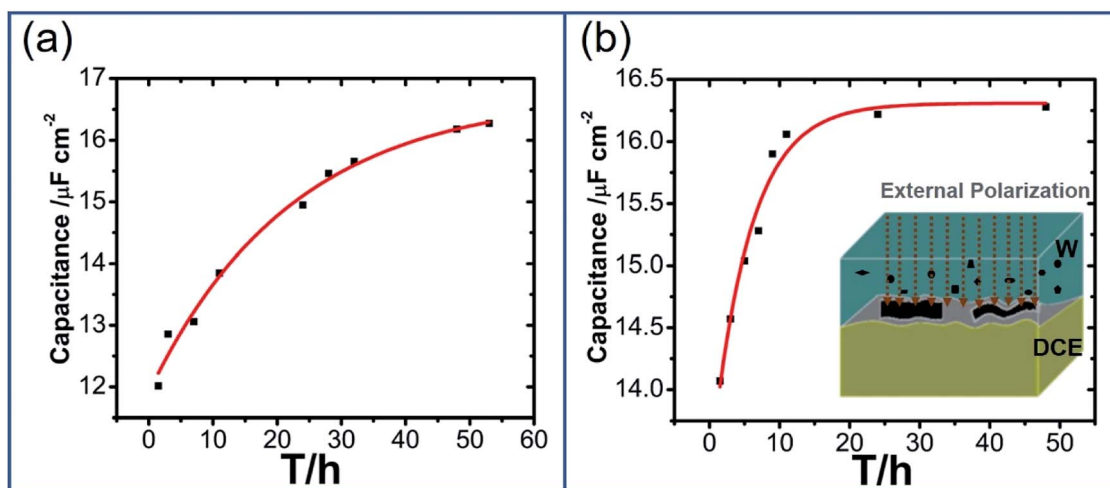 (a)
Capacitance /μF cm-2
17
16
15
14
13
12
0 10 20 30 40 50 60
T/h
(b)
Capacitance /μF cm-2
16.5
16.0
15.5
15.0
14.5
14.0
External Polarization
W
DCE
0 10 20 30 40 50
T/h